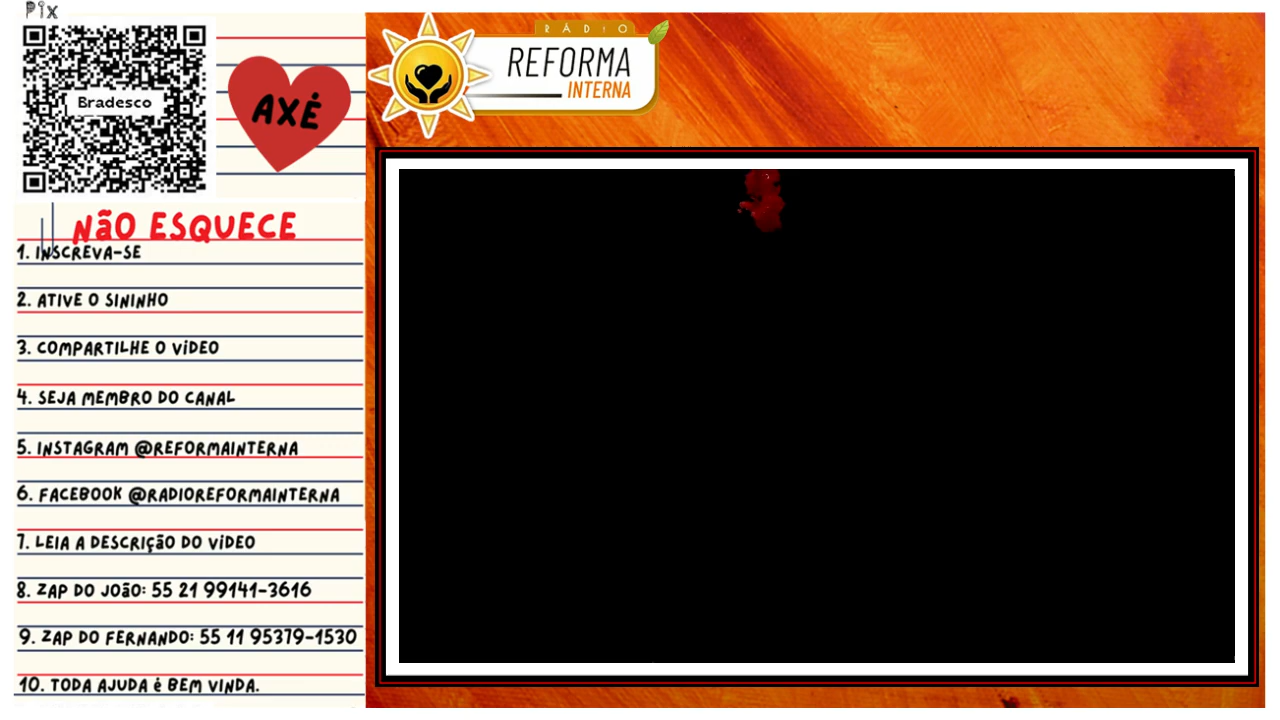 Pix
Bradesco
AXÉ
RÁDIO
REFORMA
INTERNA
NãO ESQUECE
1. INSCREVA-SE
2. ATIVE O SININHO
3. COMPARTILHE O VÍDEO
4. SEJA MEMBRO DO CANAL
5. INSTAGRAM @REFORMAINTERNA
6. FACEBOOK @RADIOREFORMAINTERNA
7. LEIA A DESCRIÇãO DO VÍDEO
8. ZAP DO JOãO: 55 21 99141-3616
9. ZAP DO FERNANDO: 55 11 95379-1530
10. TODA AJUDA é BEM VINDA.